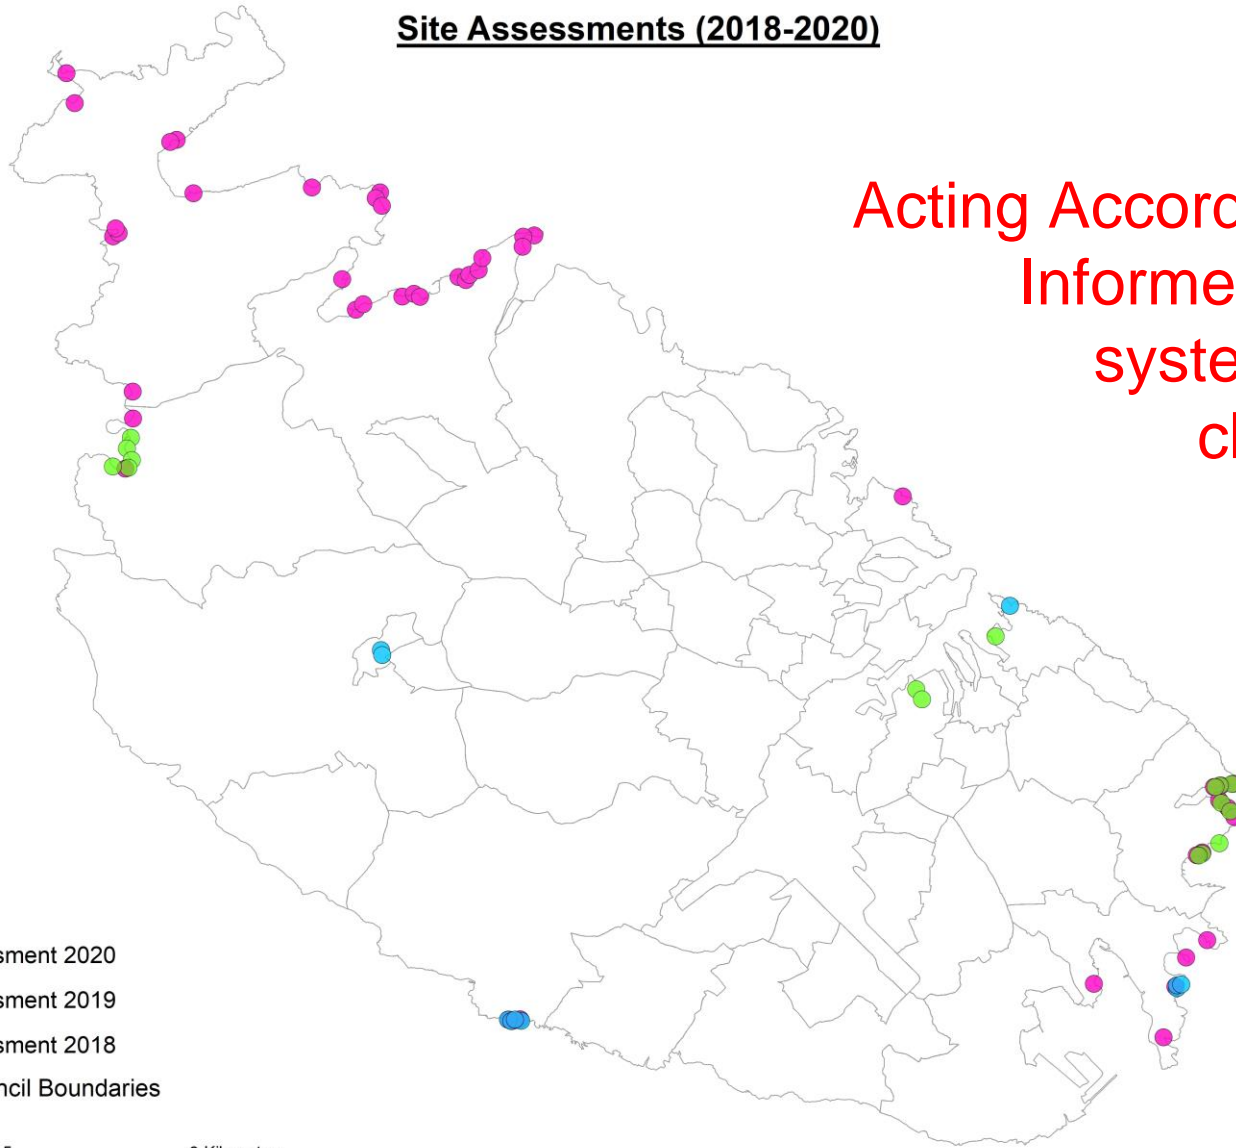 Site Assessments (2018-2020)
Acting Accord
Informe
syste
cl
sment 2020
sment 2019
sment 2018
ncil Boundaries